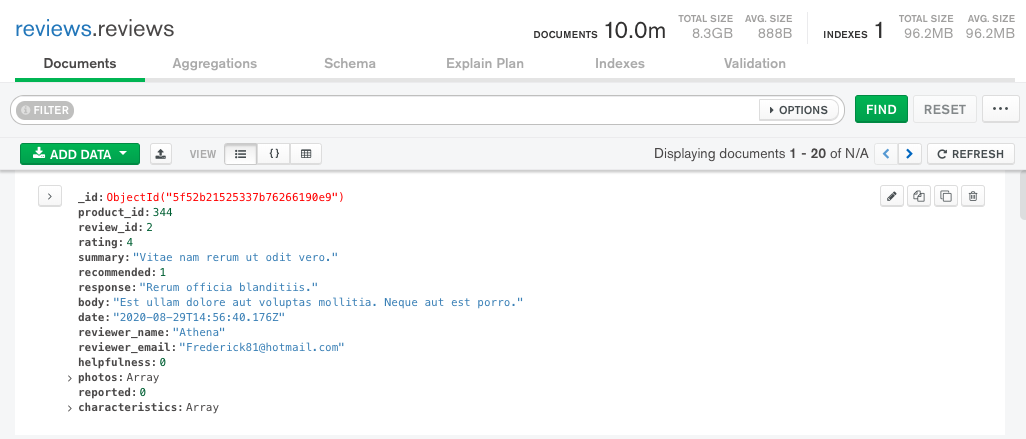 reviews.reviews
DOCUMENTS 10.0m TOTAL SIZE 8.3GB AVG. SIZE 888B INDEXES 1 TOTAL SIZE 96.2MB AVG. SIZE 96.2MB
Documents Aggregations Schema Explain Plan Indexes Validation
FILTER OPTIONS FIND RESET ...
ADD DATA VIEW {} Displaying documents 1 - 20 of N/A < > REFRESH
_id: ObjectId("5f52b21525337b76266190e9")
product_id: 344
review_id: 2
rating: 4
summary: "Vitae nam rerum ut odit vero."
recommended: 1
response: "Rerum officia blanditiis."
body: "Est ullam dolore aut voluptas mollitia. Neque aut est porro."
date: "2020-08-29T14:56:40.176Z"
reviewer_name: "Athena"
reviewer_email: "Frederick81@hotmail.com"
helpfulness: 0
> photos: Array
reported: 0
> characteristics: Array